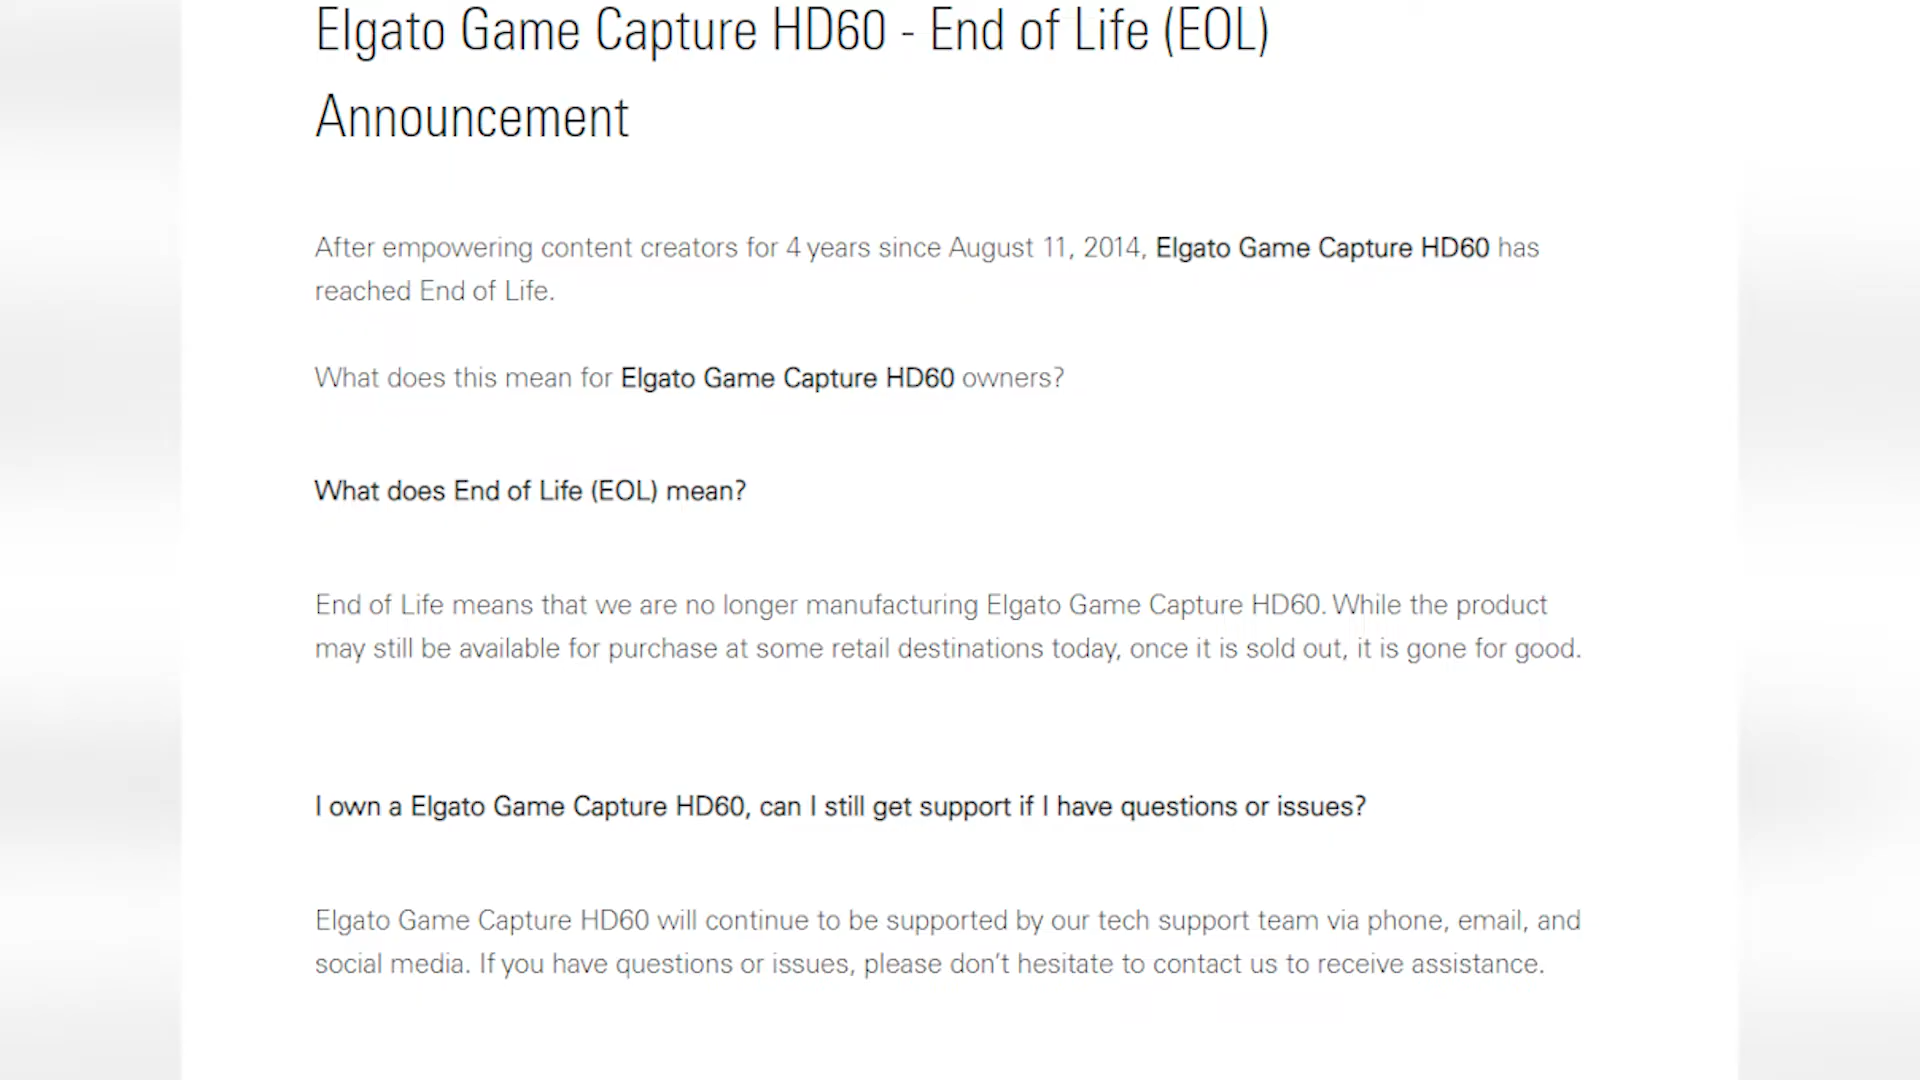 Elgato Game Capture HD60 - End of Life (EOL)
Announcement
After empowering content creators for 4 years since August 11, 2014, Elgato Game Capture HD60 has
reached End of Life.
What does this mean for Elgato Game Capture HD60 owners?
What does End of Life (EOL) mean?
End of Life means that we are no longer manufacturing Elgato Game Capture HD60. While the product
may still be available for purchase at some retail destinations today, once it is sold out, it is gone for good.
I own a Elgato Game Capture HD60, can I still get support if I have questions or issues?
Elgato Game Capture HD60 will continue to be supported by our tech support team via phone, email, and
social media. If you have questions or issues, please don’t hesitate to contact us to receive assistance.